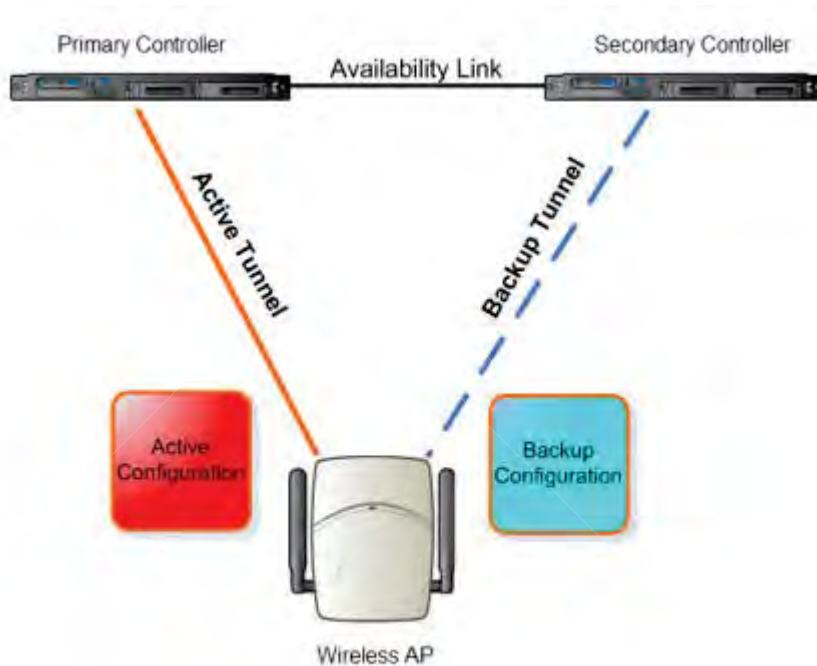 Primary Controller
Secondary Controller
Availability Link
Active Tunnel
Backup Tunnel
Active
Configuration
Backup
Configuration
Wireless AP